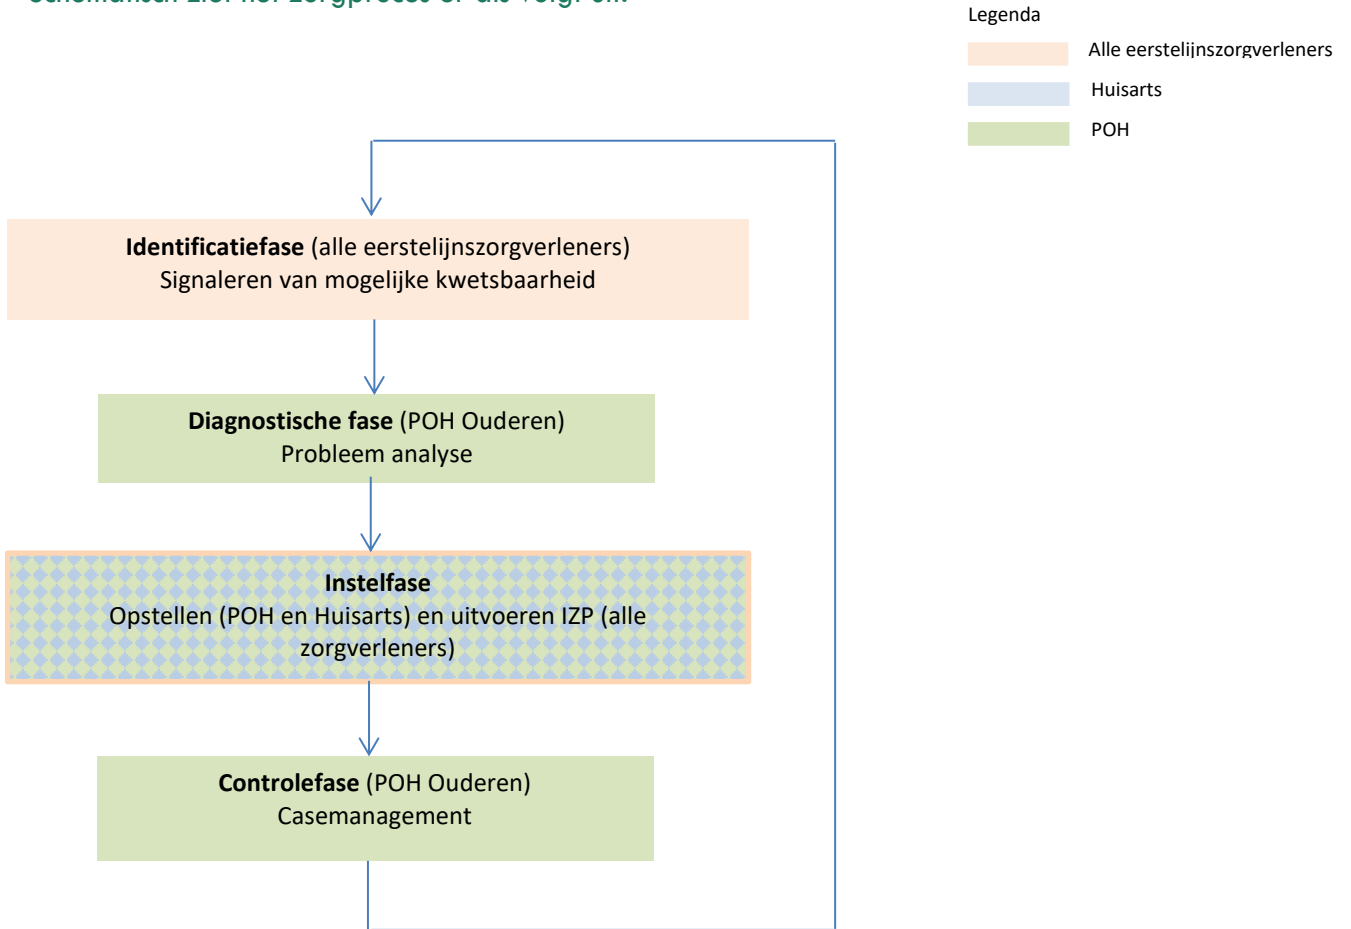 Legenda
Alle eerstelijnszorgverleners
Huisarts
POH
Identificatiefase (alle eerstelijnszorgverleners)
Signaleren van mogelijke kwetsbaarheid
Diagnostische fase (POH Ouderen)
Probleem analyse
Instelfase
Opstellen (POH en Huisarts) en uitvoeren IZP (alle
zorgverleners)
Controlefase (POH Ouderen)
Casemanagement